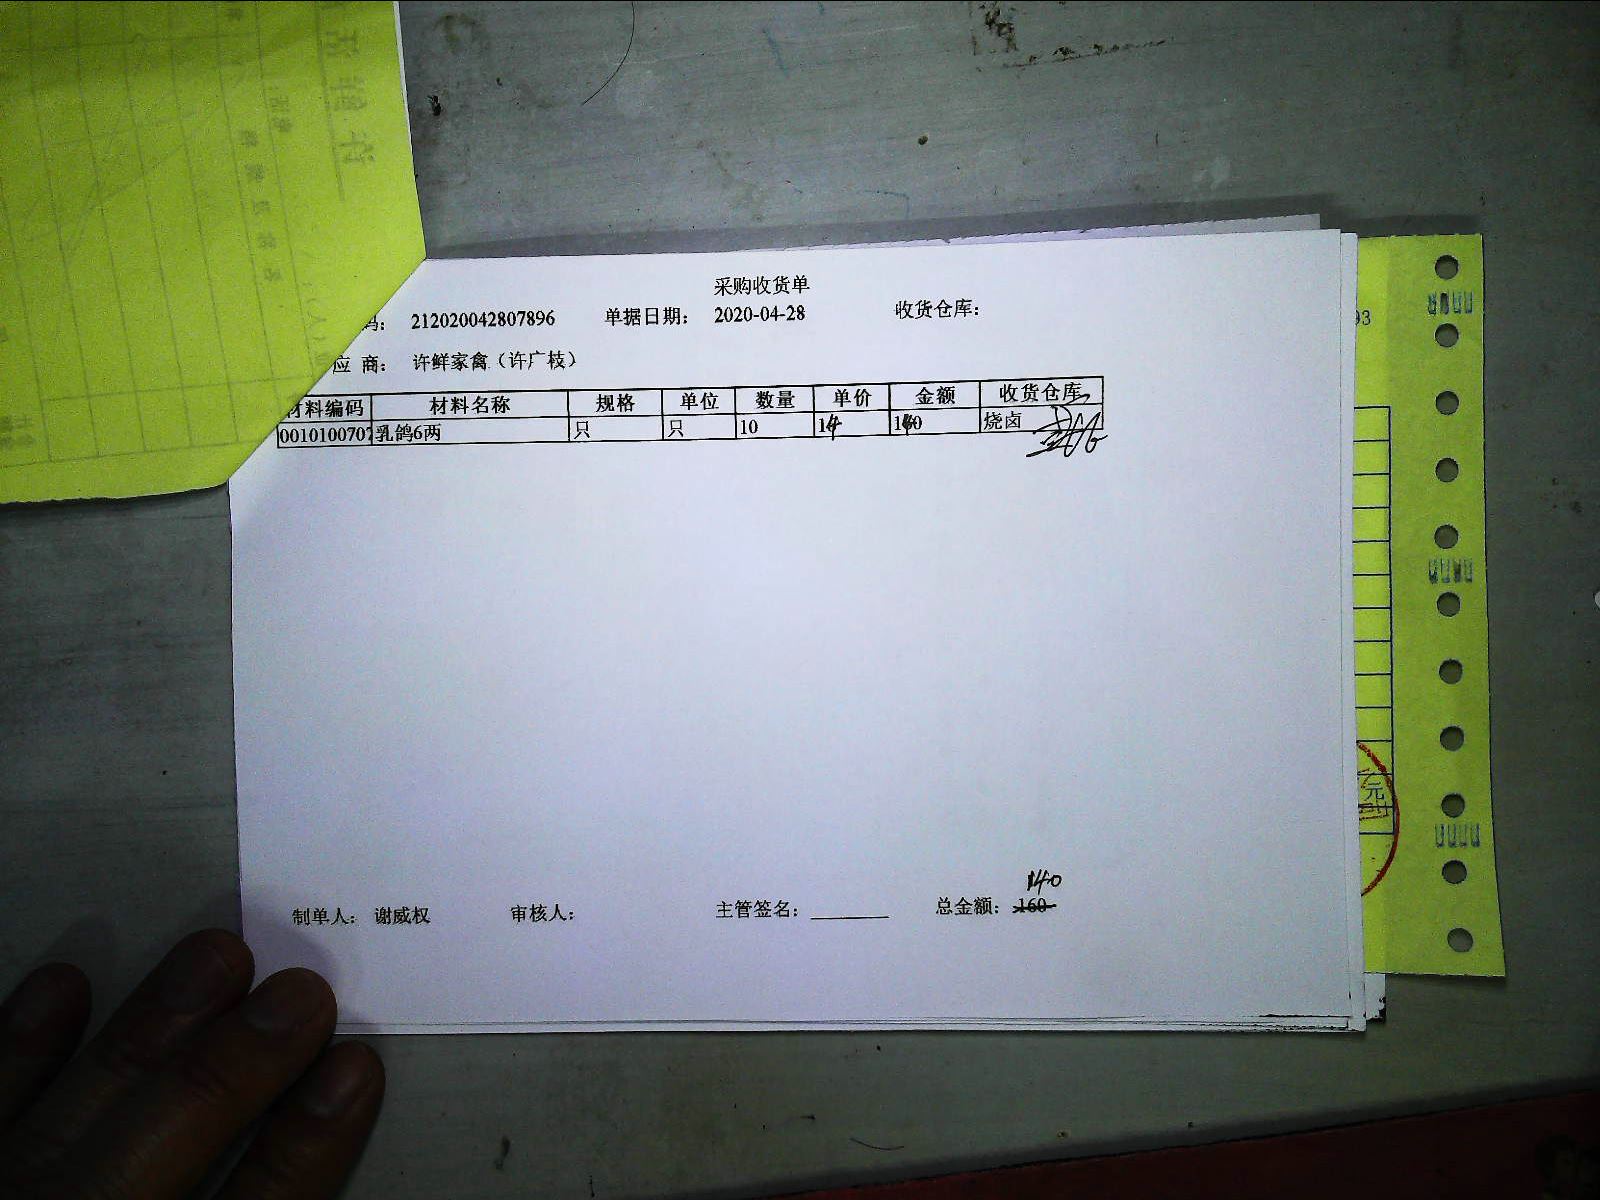 采购收货单
码: 212020042807896 单据日期: 2020-04-28 收货仓库:
应 商: 许鲜家禽(许广枝)
材料编码 材料名称 规格 单位 数量 单价 金额 收货仓库
0010100707 乳鸽6两 只 只 10 14 140 烧卤
140
制单人: 谢威权 审核人: 主管签名: ________ 总金额: 160
93
元